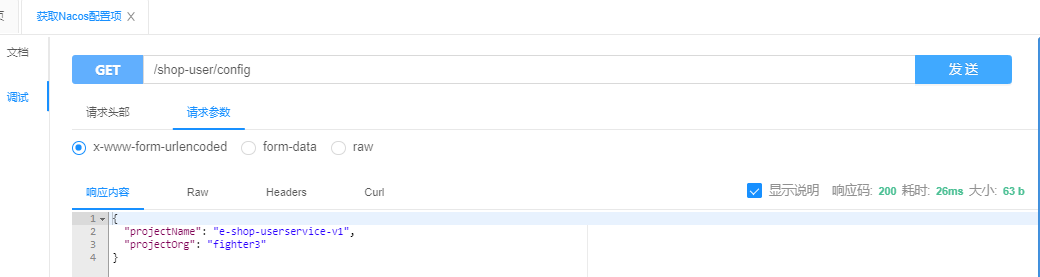 页
获取Nacos配置项 X
文档
调试
GET /shop-user/config 发送
请求头部 请求参数
x-www-form-urlencoded form-data raw
响应内容 Raw Headers Curl 显示说明 响应码: 200 耗时: 26ms 大小: 63 b
1 {
2 "projectName": "e-shop-userservice-v1",
3 "projectOrg": "fighter3"
4 }